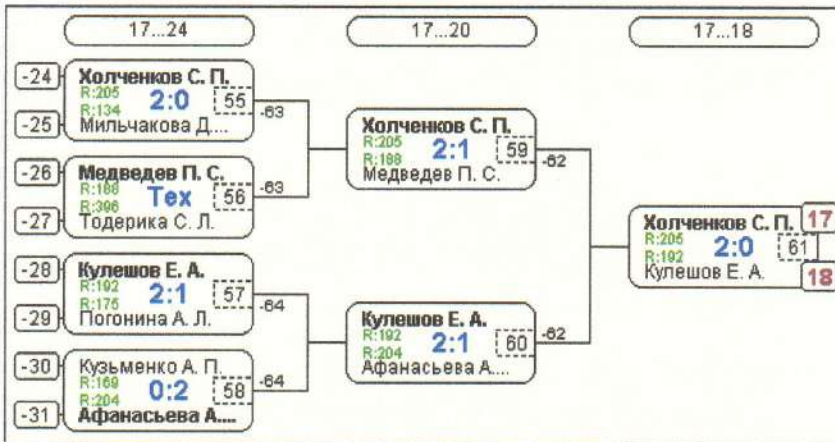 17...24
17...20
17...18
-24
Холченков С. П.
R:205
2:0
55
R:134
-25
Мильчакова Д....
-63
-26
Медведев П. С.
R:188
Тех
56
R:396
-27
Тодерика С. Л.
-63
-28
Кулешов Е. А.
R:192
2:1
57
R:175
-29
Погонина А. Л.
-64
-30
Кузьменко А. П.
R:169
0:2
58
R:204
-31
Афанасьева А....
-64
Холченков С. П.
R:205
2:1
59
R:188
Медведев П. С.
-62
Кулешов Е. А.
R:192
2:1
60
R:204
Афанасьева А....
-62
Холченков С. П.
17
R:205
2:0
61
R:192
Кулешов Е. А.
18